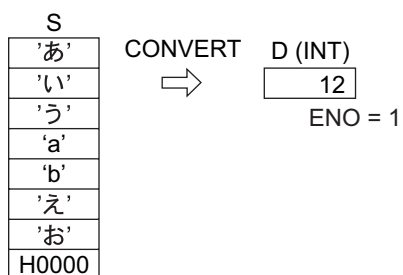 S
'あ'
'い'
'う'
'a'
'b'
'え'
'お'
H0000
CONVERT
D (INT)
12
ENO = 1